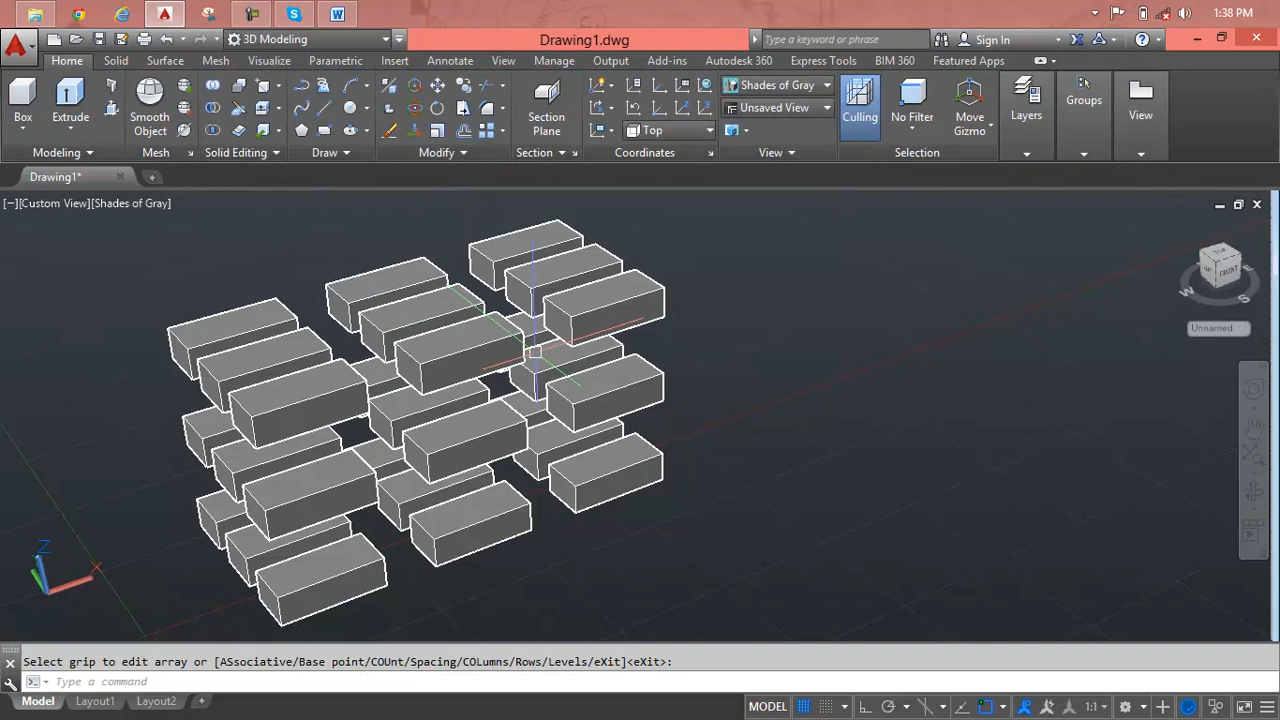 1:38 PM
3D Modeling
Drawing1.dwg
Type a keyword or phrase
Sign In
Home Solid Surface Mesh Visualize Parametric Insert Annotate View Manage Output Add-ins Autodesk 360 Express Tools BIM 360 Featured Apps
Shades of Gray
Unsaved View
Top
Box
Extrude
Smooth Object
Section Plane
Culling
No Filter
Move Gizmo
Layers
Groups
View
Modeling Mesh Solid Editing Draw Modify Section Coordinates View Selection
Drawing1*
[−][Custom View][Shades of Gray]
TOP
FRONT
W
S
E
Unnamed
Z
Select grip to edit array or [ASsociative/Base point/COUnt/Spacing/COLumns/Rows/Levels/eXit]<eXit>:
Type a command
Model Layout1 Layout2
MODEL
1:1